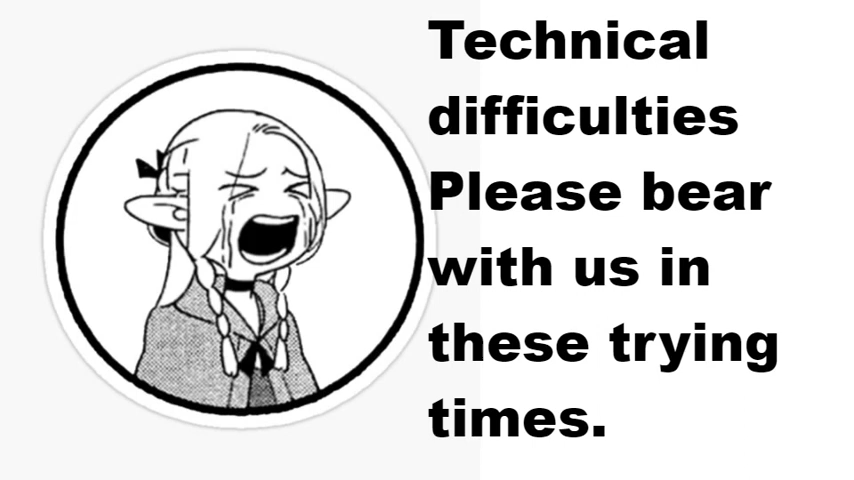 Technical
difficulties
Please bear
with us in
these trying
times.